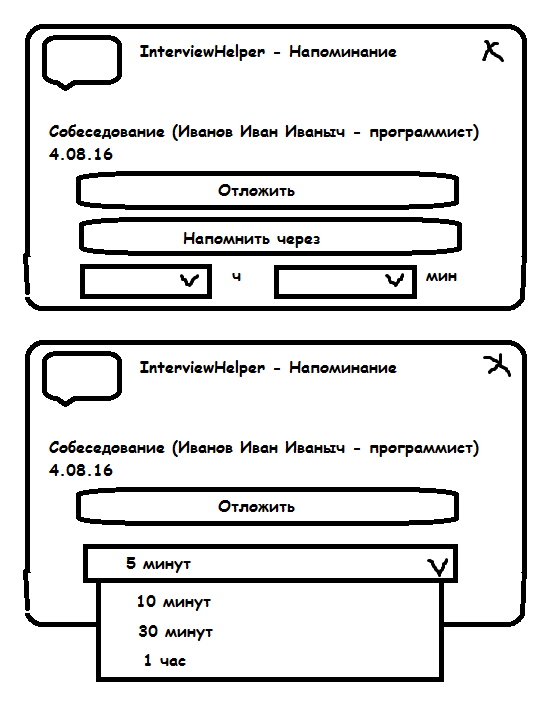 InterviewHelper - Напоминание
Собеседование (Иванов Иван Иваныч - программист)
4.08.16
Отложить
Напомнить через
ч мин
InterviewHelper - Напоминание
Собеседование (Иванов Иван Иваныч - программист)
4.08.16
Отложить
5 минут
10 минут
30 минут
1 час